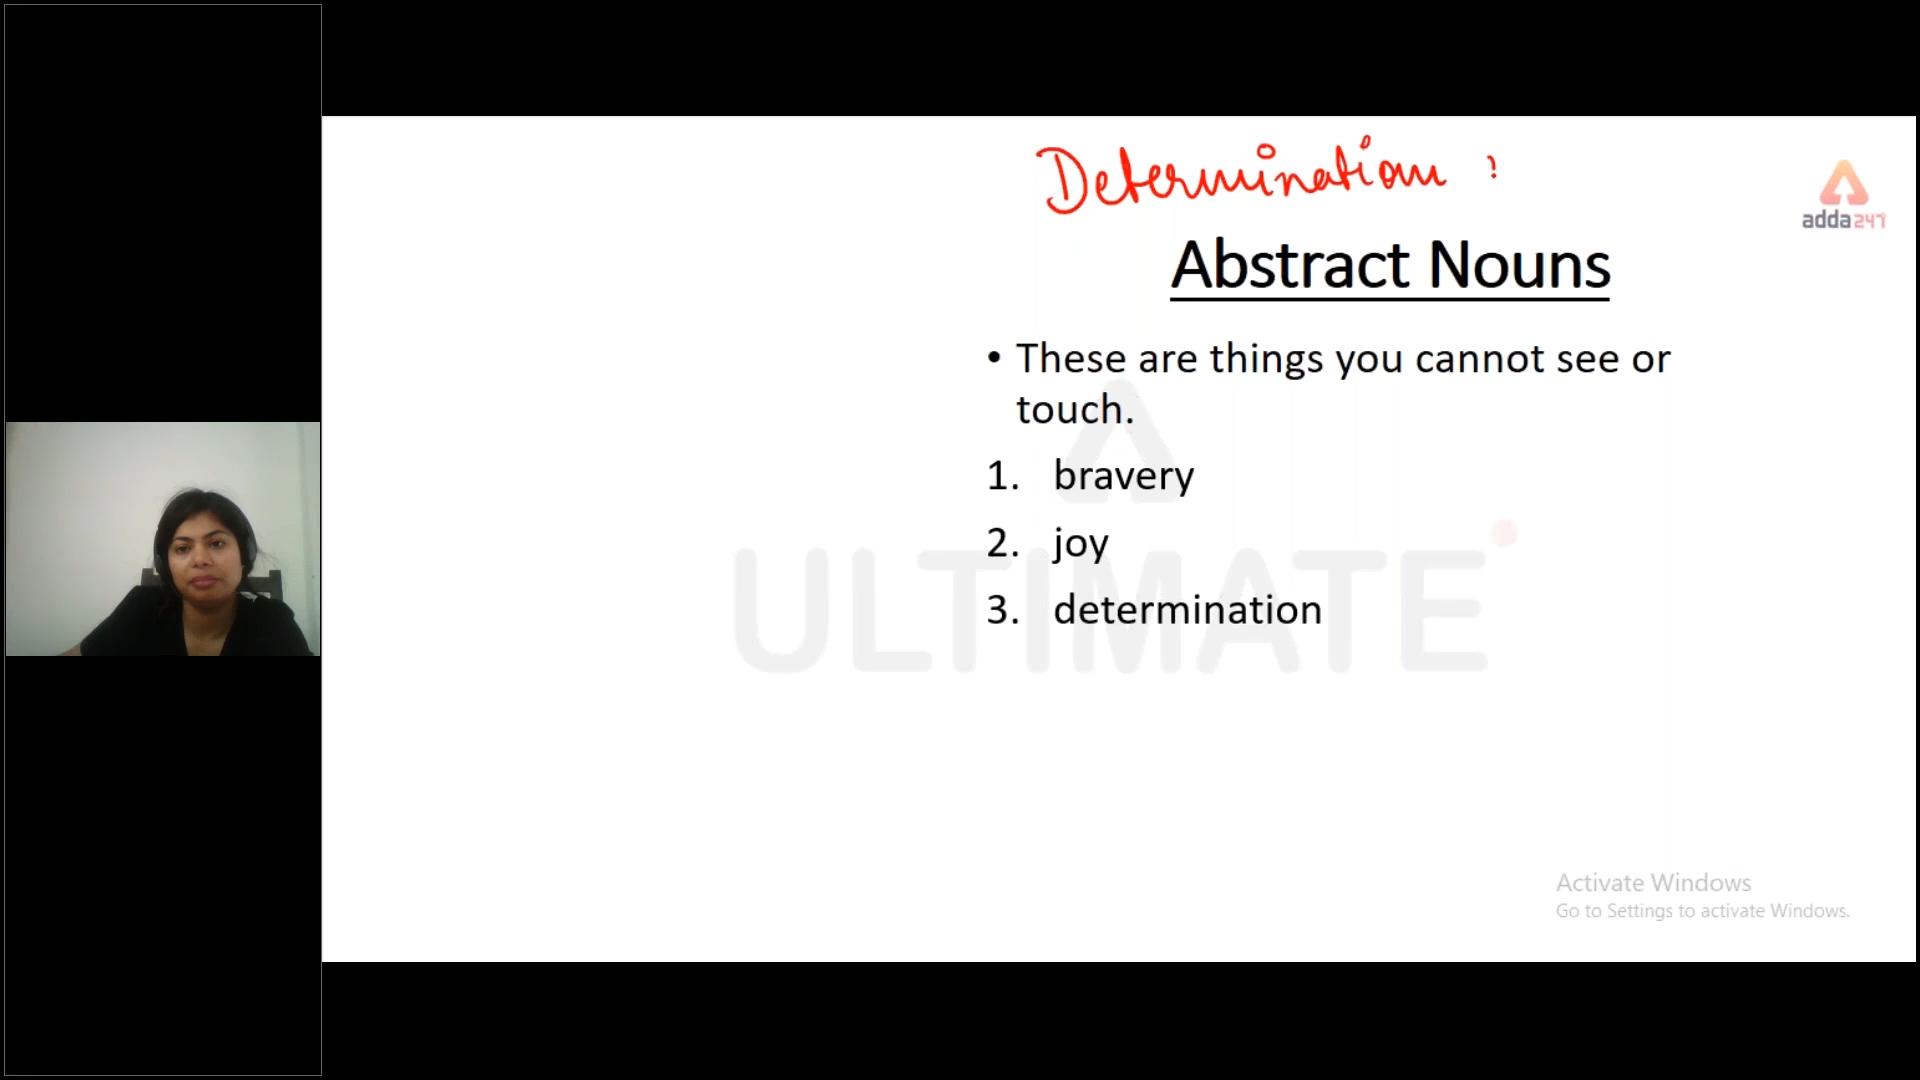 Determination :
adda247
Abstract Nouns
• These are things you cannot see or
touch.
1. bravery
2. joy
3. determination
ULTIMATE
Activate Windows
Go to Settings to activate Windows.